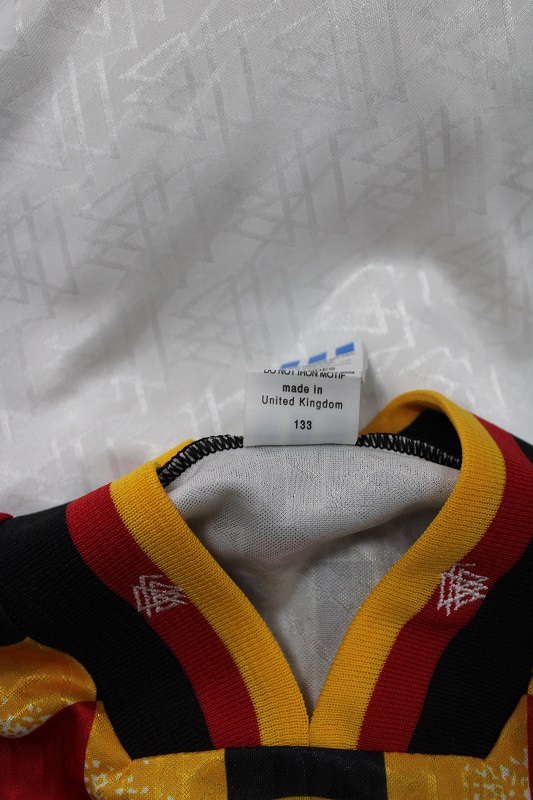 DO NOT IRON MOTIF
made in
United Kingdom
133